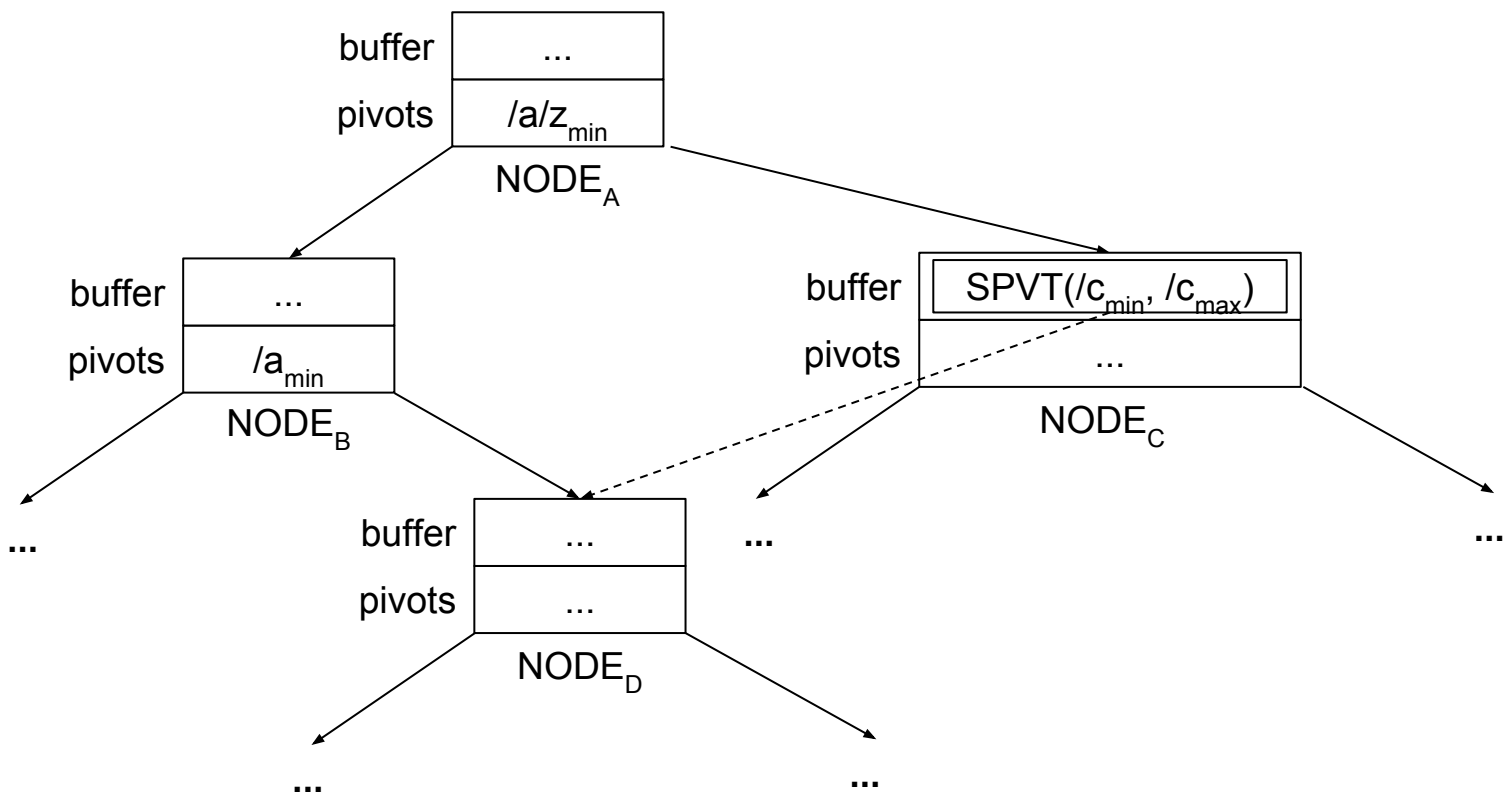 buffer ...
pivots /a/z_min
NODE_A
buffer ...
pivots /a_min
NODE_B
buffer SPVT(/c_min, /c_max)
pivots ...
NODE_C
...
buffer ...
pivots ...
NODE_D
...
...
...
...